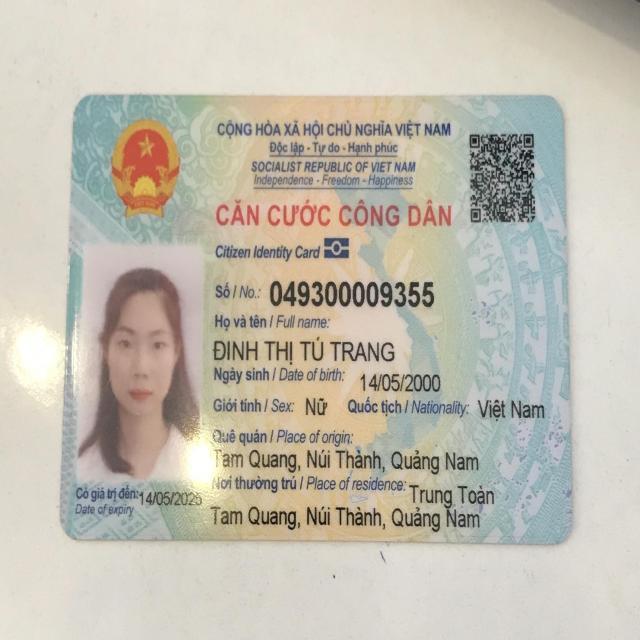 CỘNG HÒA XÃ HỘI CHỦ NGHĨA VIỆT NAM
Độc lập - Tự do - Hạnh phúc
SOCIALIST REPUBLIC OF VIET NAM
Independence - Freedom - Happiness
CĂN CƯỚC CÔNG DÂN
Citizen Identity Card
Số / No.: 049300009355
Họ và tên / Full name:
ĐINH THỊ TÚ TRANG
Ngày sinh / Date of birth: 14/05/2000
Giới tính / Sex: Nữ Quốc tịch / Nationality: Việt Nam
Quê quán / Place of origin:
Tam Quang, Núi Thành, Quảng Nam
Nơi thường trú / Place of residence: Trung Toàn
Tam Quang, Núi Thành, Quảng Nam
Có giá trị đến: 14/05/2025
Date of expiry